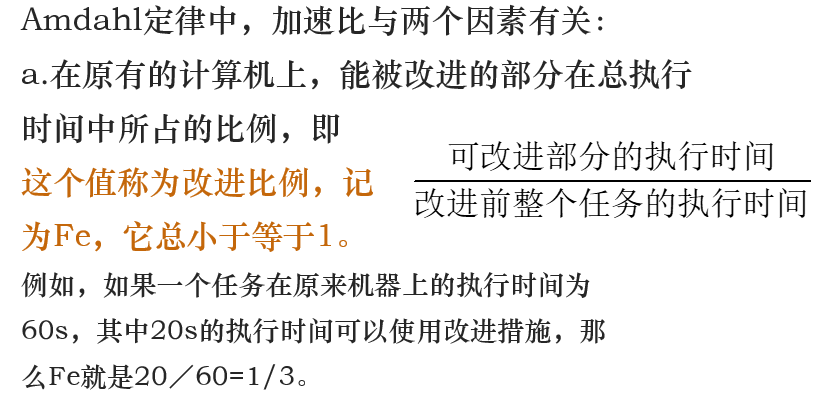 Amdahl定律中，加速比与两个因素有关：
a.在原有的计算机上，能被改进的部分在总执行
时间中所占的比例，即
可改进部分的执行时间
改进前整个任务的执行时间
这个值称为改进比例，记
为Fe，它总小于等于1。
例如，如果一个任务在原来机器上的执行时间为
60s，其中20s的执行时间可以使用改进措施，那
么Fe就是20／60=1/3。